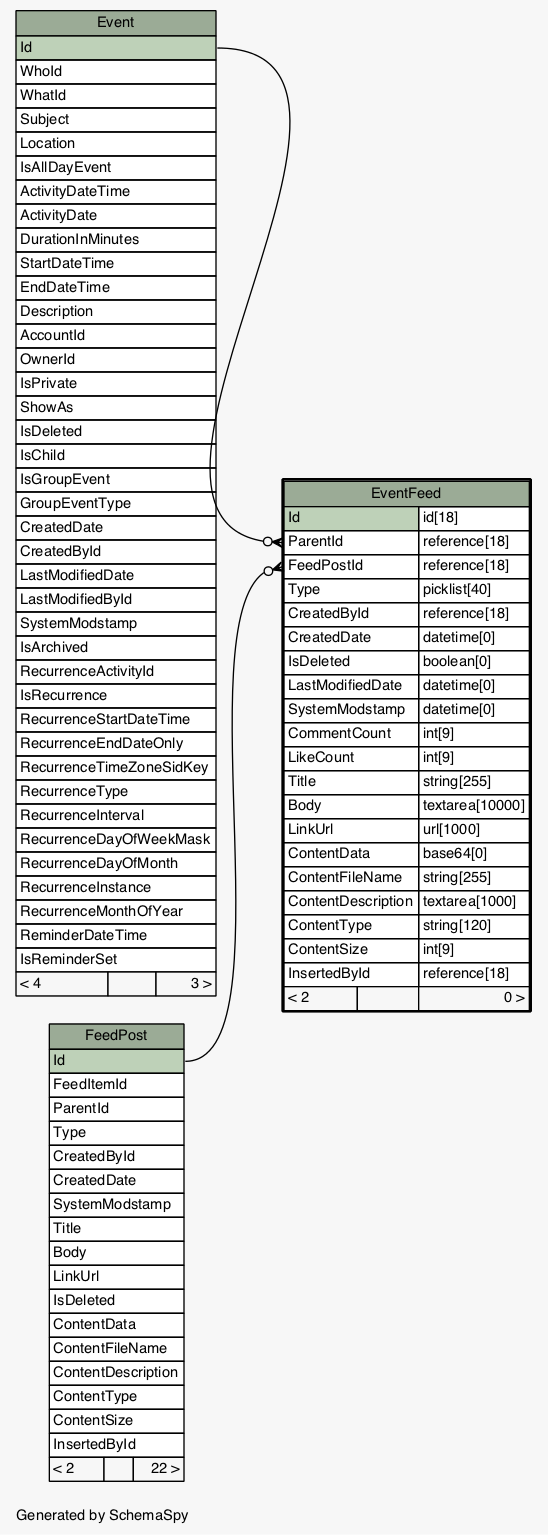 Event
Id
WhoId
WhatId
Subject
Location
IsAllDayEvent
ActivityDateTime
ActivityDate
DurationInMinutes
StartDateTime
EndDateTime
Description
AccountId
OwnerId
IsPrivate
ShowAs
IsDeleted
IsChild
IsGroupEvent
GroupEventType
CreatedDate
CreatedById
LastModifiedDate
LastModifiedById
SystemModstamp
IsArchived
RecurrenceActivityId
IsRecurrence
RecurrenceStartDateTime
RecurrenceEndDateOnly
RecurrenceTimeZoneSidKey
RecurrenceType
RecurrenceInterval
RecurrenceDayOfWeekMask
RecurrenceDayOfMonth
RecurrenceInstance
RecurrenceMonthOfYear
ReminderDateTime
IsReminderSet
< 4 3 >
EventFeed
Id id[18]
ParentId reference[18]
FeedPostId reference[18]
Type picklist[40]
CreatedById reference[18]
CreatedDate datetime[0]
IsDeleted boolean[0]
LastModifiedDate datetime[0]
SystemModstamp datetime[0]
CommentCount int[9]
LikeCount int[9]
Title string[255]
Body textarea[10000]
LinkUrl url[1000]
ContentData base64[0]
ContentFileName string[255]
ContentDescription textarea[1000]
ContentType string[120]
ContentSize int[9]
InsertedById reference[18]
< 2 0 >
FeedPost
Id
FeedItemId
ParentId
Type
CreatedById
CreatedDate
SystemModstamp
Title
Body
LinkUrl
IsDeleted
ContentData
ContentFileName
ContentDescription
ContentType
ContentSize
InsertedById
< 2 22 >
Generated by SchemaSpy